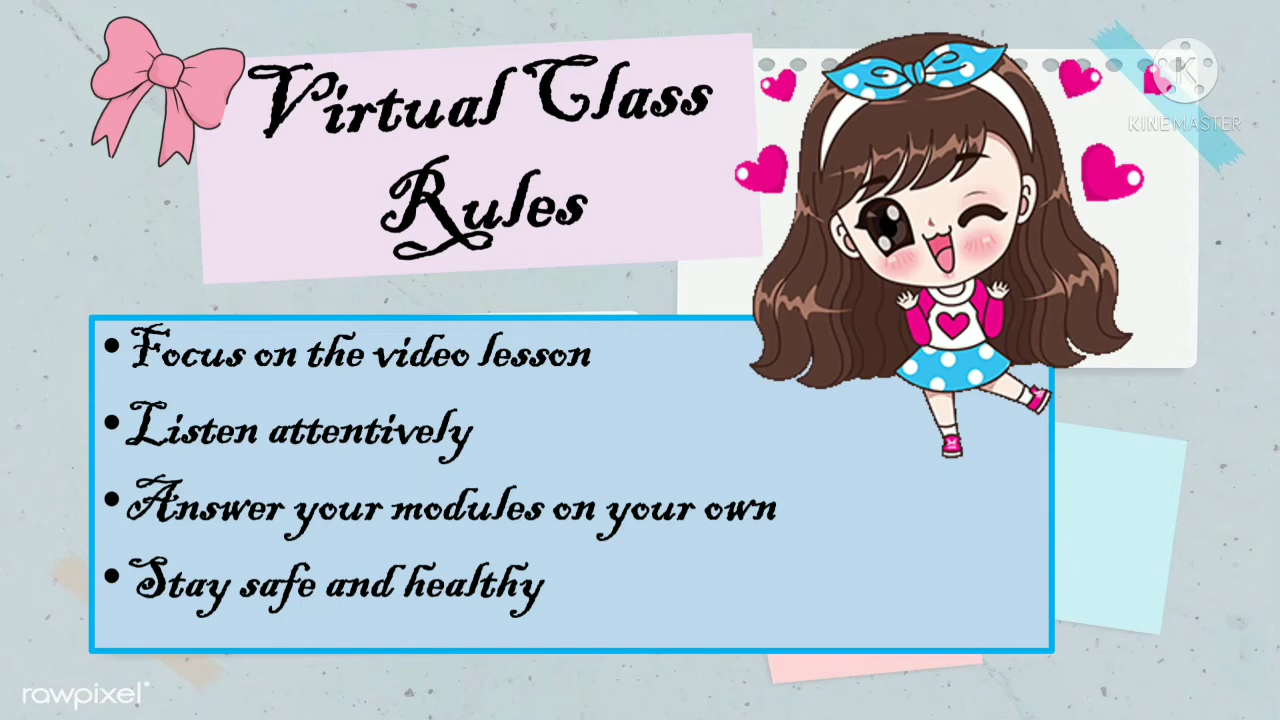 Virtual Class
Rules
K
KINEMASTER
• Focus on the video lesson
• Listen attentively
• Answer your modules on your own
• Stay safe and healthy
rawpixel